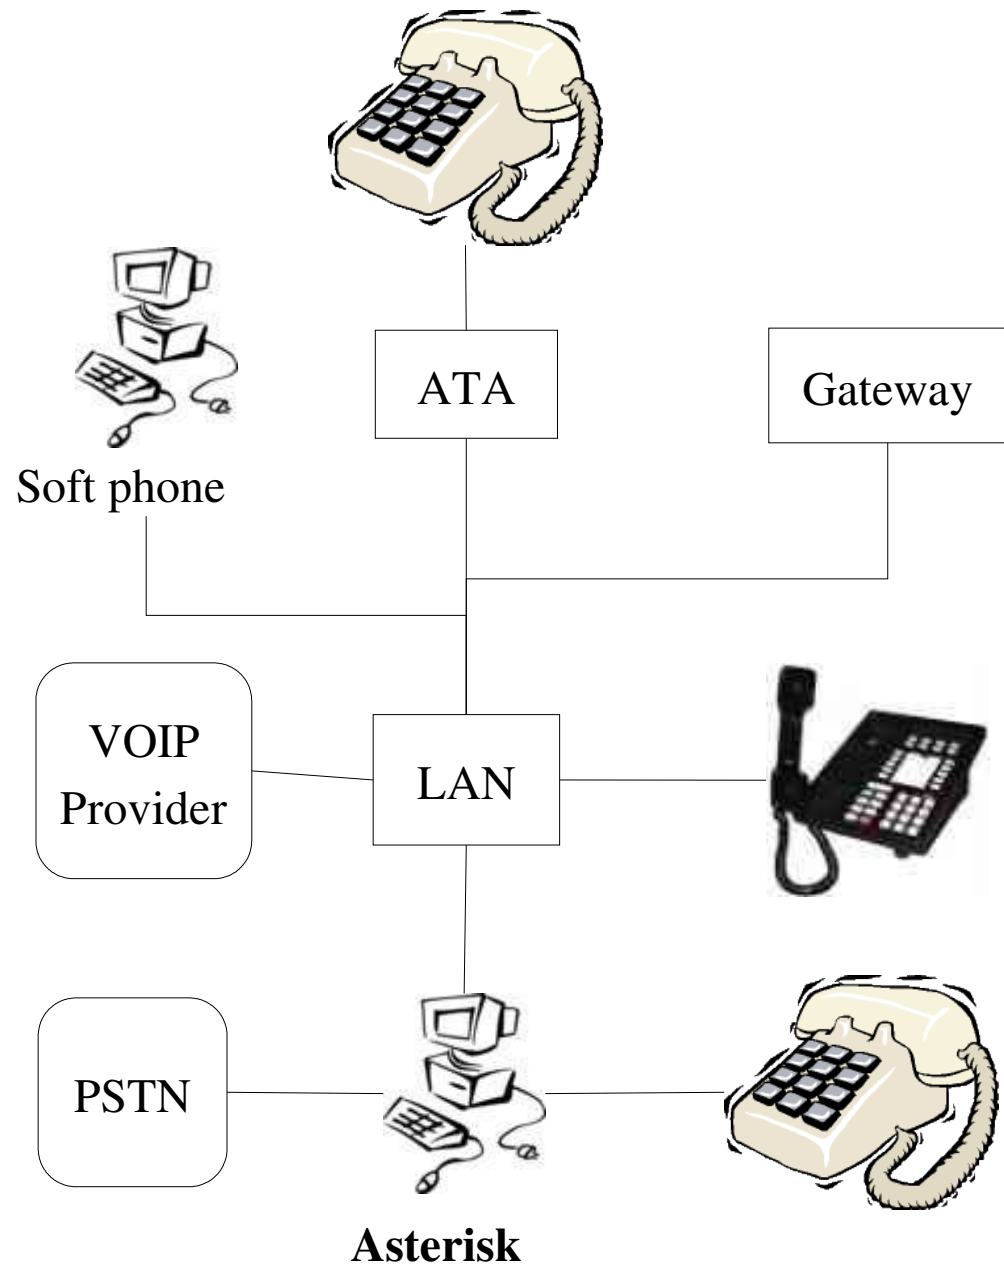 ATA
Gateway
Soft phone
VOIP
Provider
LAN
PSTN
Asterisk